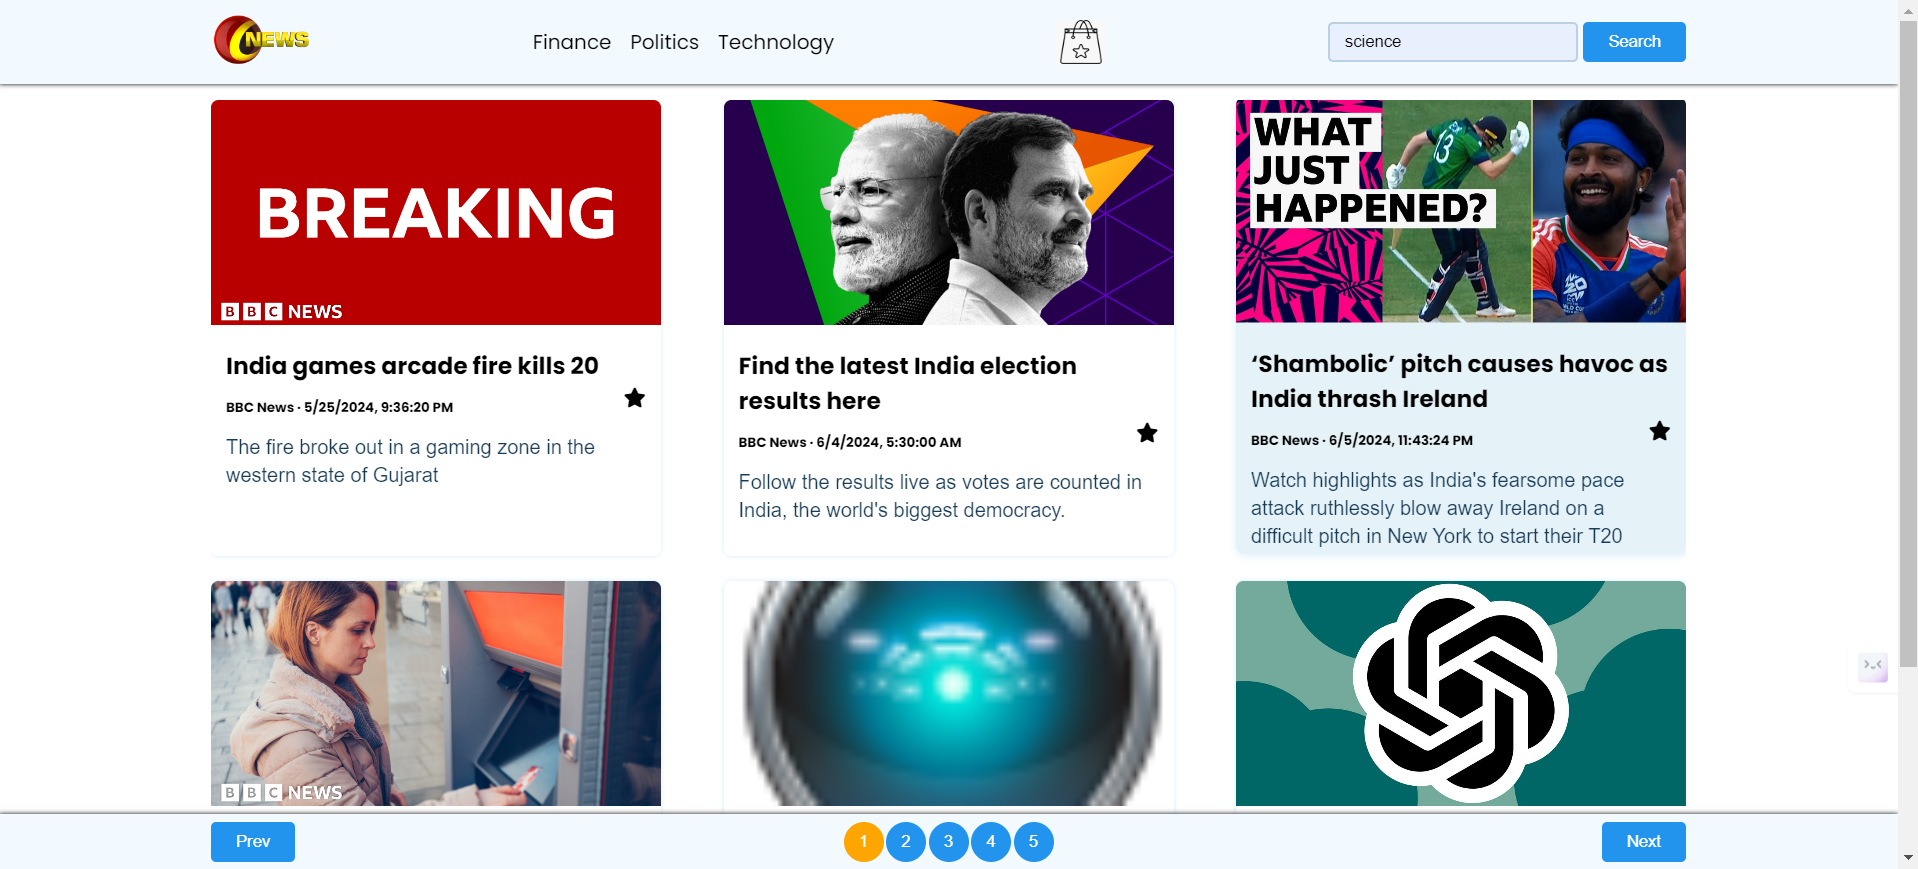 NEWS
Finance Politics Technology
science
Search
BREAKING
BBC NEWS
WHAT
JUST
HAPPENED?
13
India games arcade fire kills 20
BBC News · 5/25/2024, 9:36:20 PM
The fire broke out in a gaming zone in the
western state of Gujarat
Find the latest India election
results here
BBC News · 6/4/2024, 5:30:00 AM
Follow the results live as votes are counted in
India, the world's biggest democracy.
‘Shambolic’ pitch causes havoc as
India thrash Ireland
BBC News · 6/5/2024, 11:43:24 PM
Watch highlights as India's fearsome pace
attack ruthlessly blow away Ireland on a
difficult pitch in New York to start their T20
BBC NEWS
Prev
1 2 3 4 5
Next